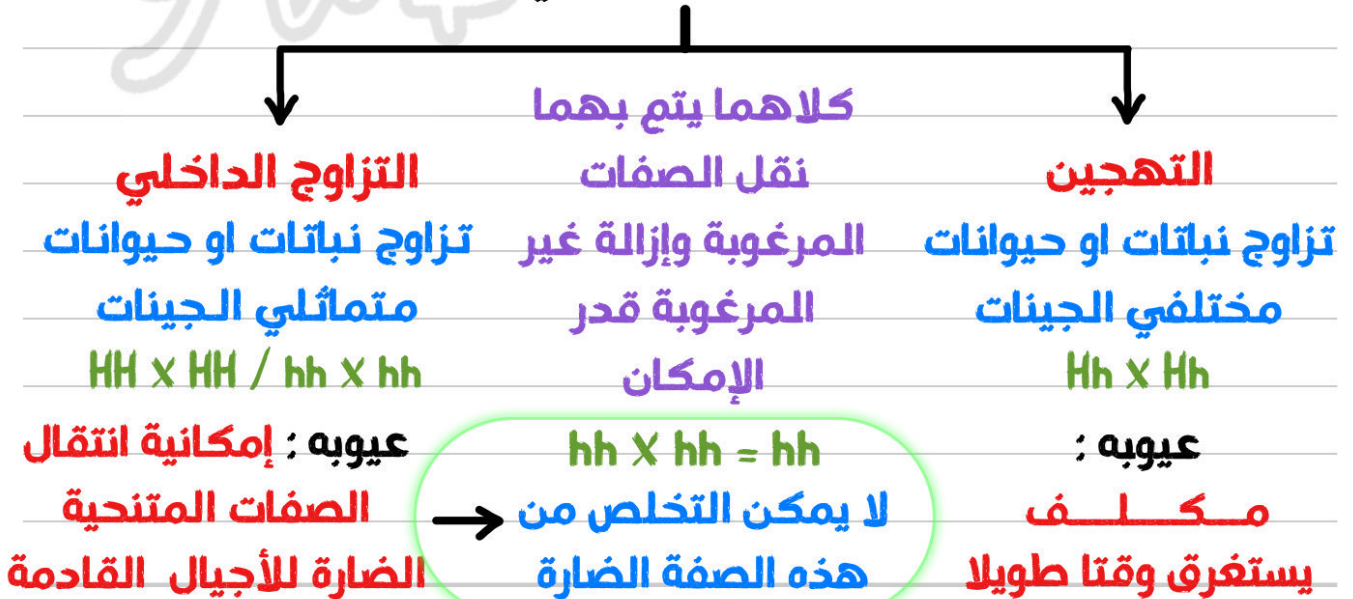 التهجين
تزاوج نباتات او حيوانات
مختلفي الجينات
Hh X Hh
عيوبه :
مــكــلــف
يستغرق وقتا طويلا
كلاهما يتم بهما
نقل الصفات
المرغوبة وإزالة غير
المرغوبة قدر
الإمكان
hh X hh = hh
لا يمكن التخلص من
هذه الصفة الضارة
التزاوج الداخلي
تزاوج نباتات او حيوانات
متماثلي الجينات
HH X HH / hh X hh
عيوبه : إمكانية انتقال
الصفات المتنحية
الضارة للأجيال القادمة